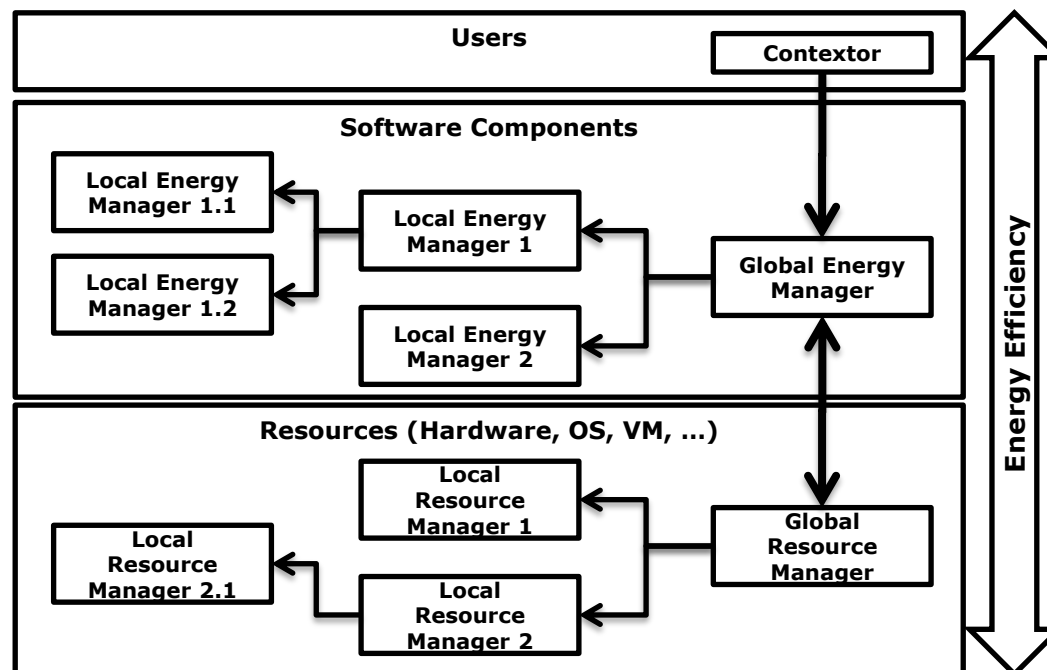 Users
Contextor
Software Components
Local Energy
Manager 1.1
Local Energy
Manager 1.2
Local Energy
Manager 1
Local Energy
Manager 2
Global Energy
Manager
Resources (Hardware, OS, VM, ...)
Local
Resource
Manager 1
Local
Resource
Manager 2.1
Local
Resource
Manager 2
Global
Resource
Manager
Energy Efficiency